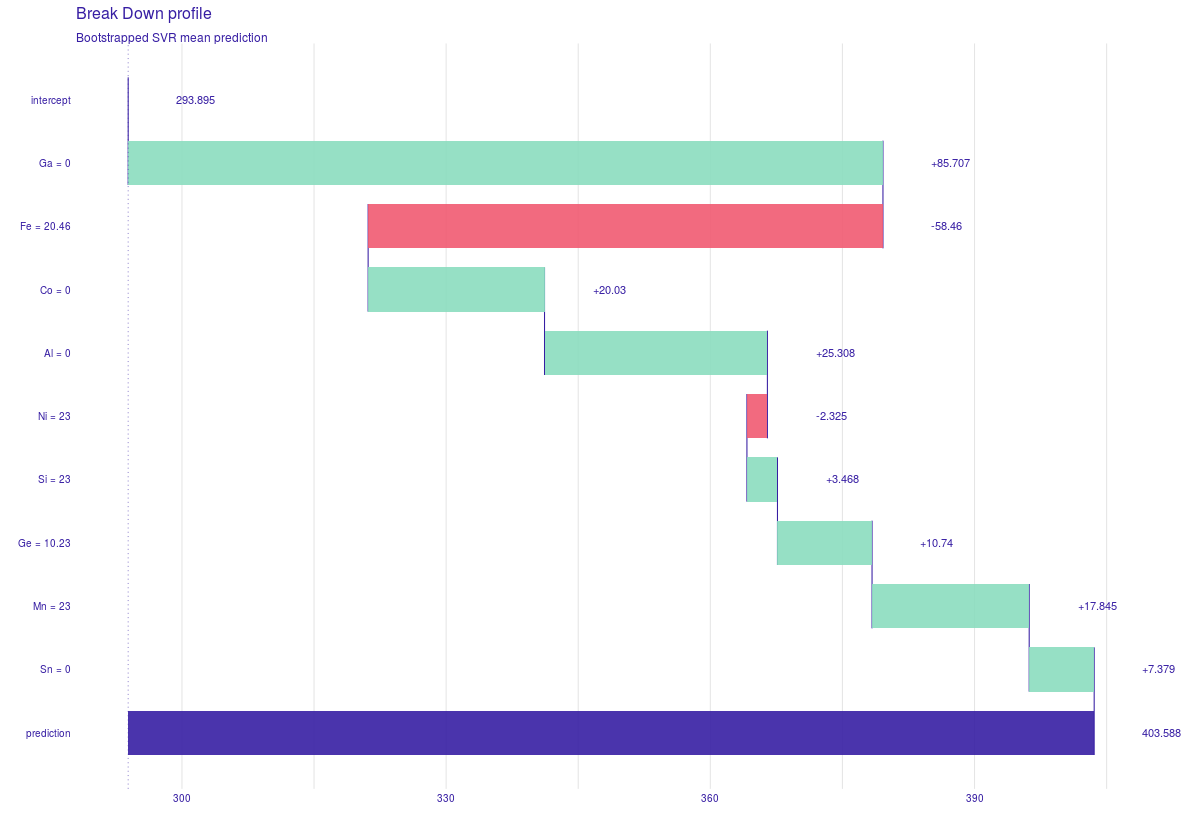 Break Down profile
Bootstrapped SVR mean prediction
intercept 293.895
Ga = 0 +85.707
Fe = 20.46 -58.46
Co = 0 +20.03
Al = 0 +25.308
Ni = 23 -2.325
Si = 23 +3.468
Ge = 10.23 +10.74
Mn = 23 +17.845
Sn = 0 +7.379
prediction 403.588
300 330 360 390